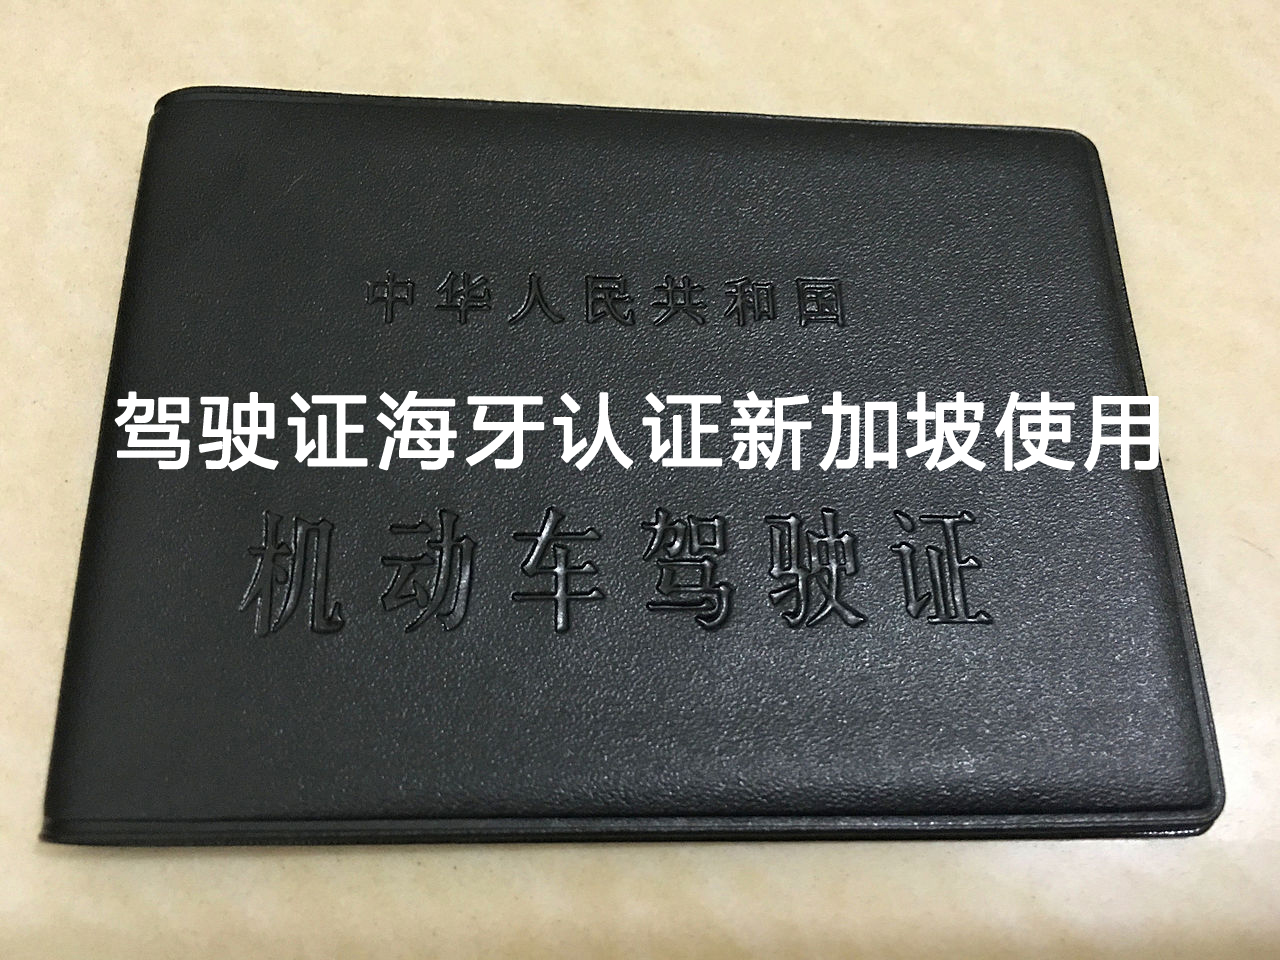 中华人民共和国
驾驶证海牙认证新加坡使用
机动车驾驶证